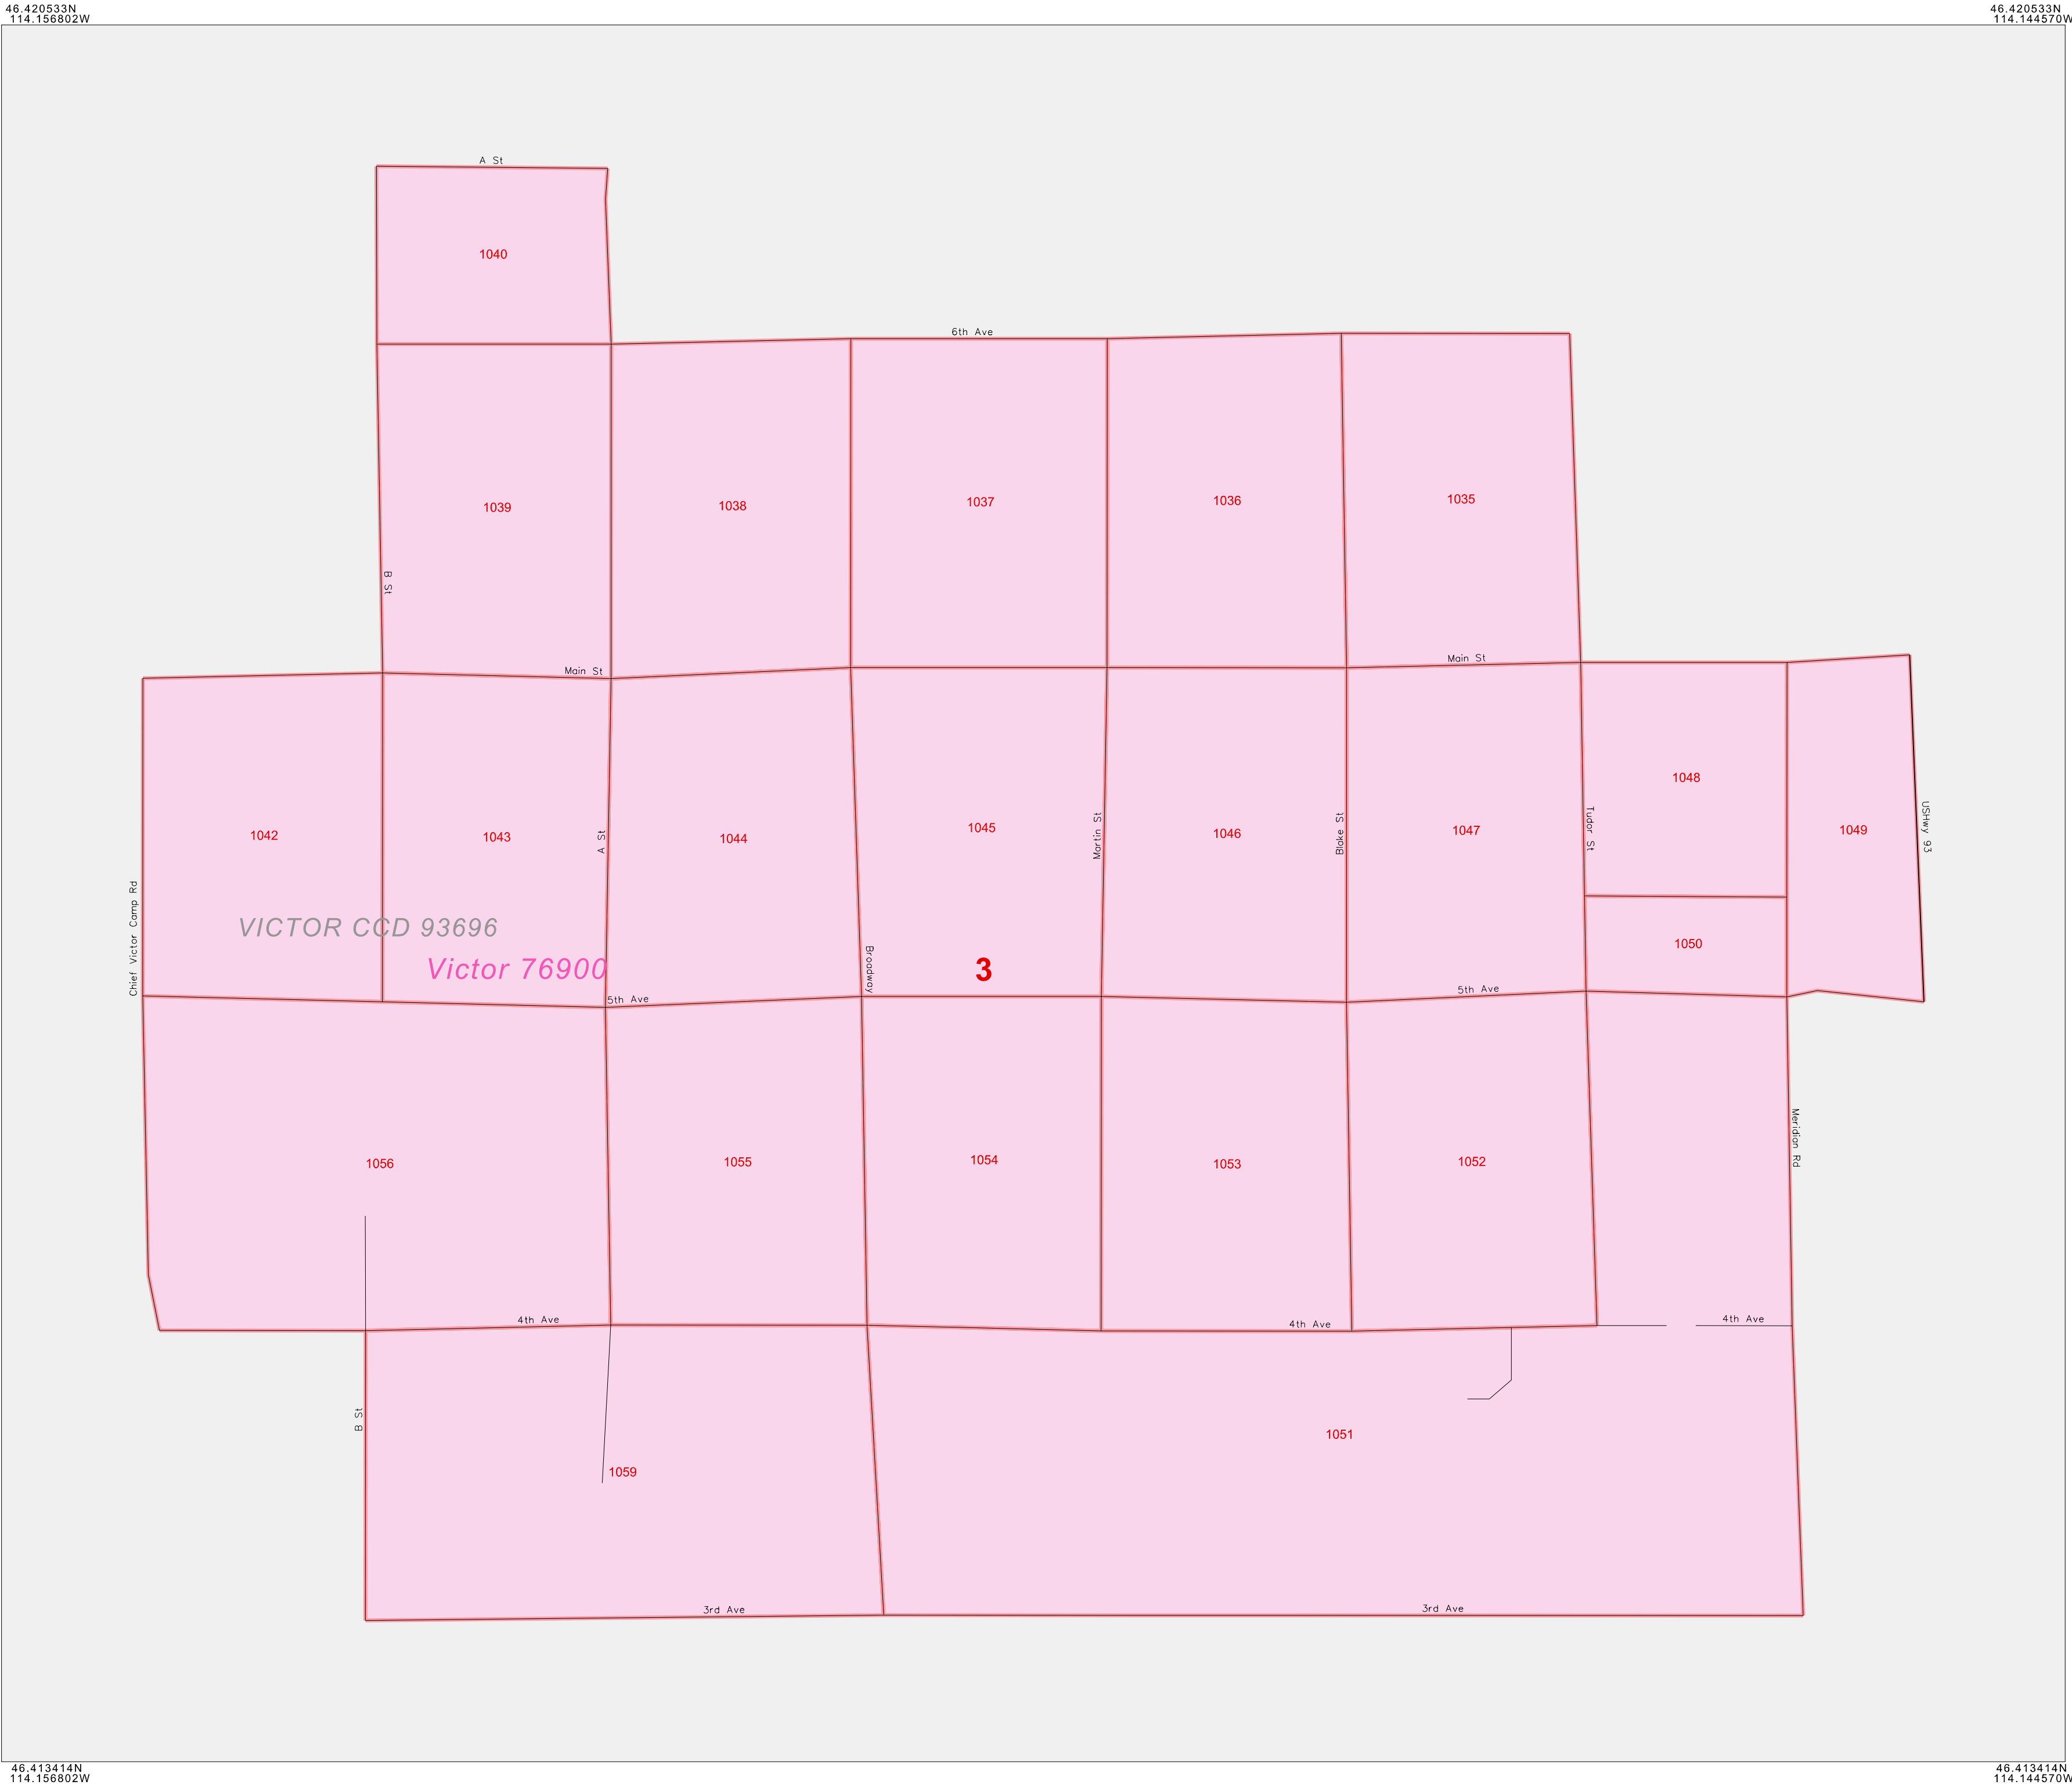 46.420533N
114.156802W
46.420533N
114.144570W
A St
1040
6th Ave
1039
1038
1037
1036
1035
B St
Main St
Main St
1042
1043
A St
1044
1045
Martin St
1046
Blake St
1047
Tudor St
1048
1049
USHwy 93
Chief Victor Camp Rd
VICTOR CCD 93696
Victor 76900
Broadway
3
1050
5th Ave
5th Ave
1056
1055
1054
1053
1052
Meridian Rd
4th Ave
4th Ave
4th Ave
B St
1059
1051
3rd Ave
3rd Ave
46.413414N
114.156802W
46.413414N
114.144570W